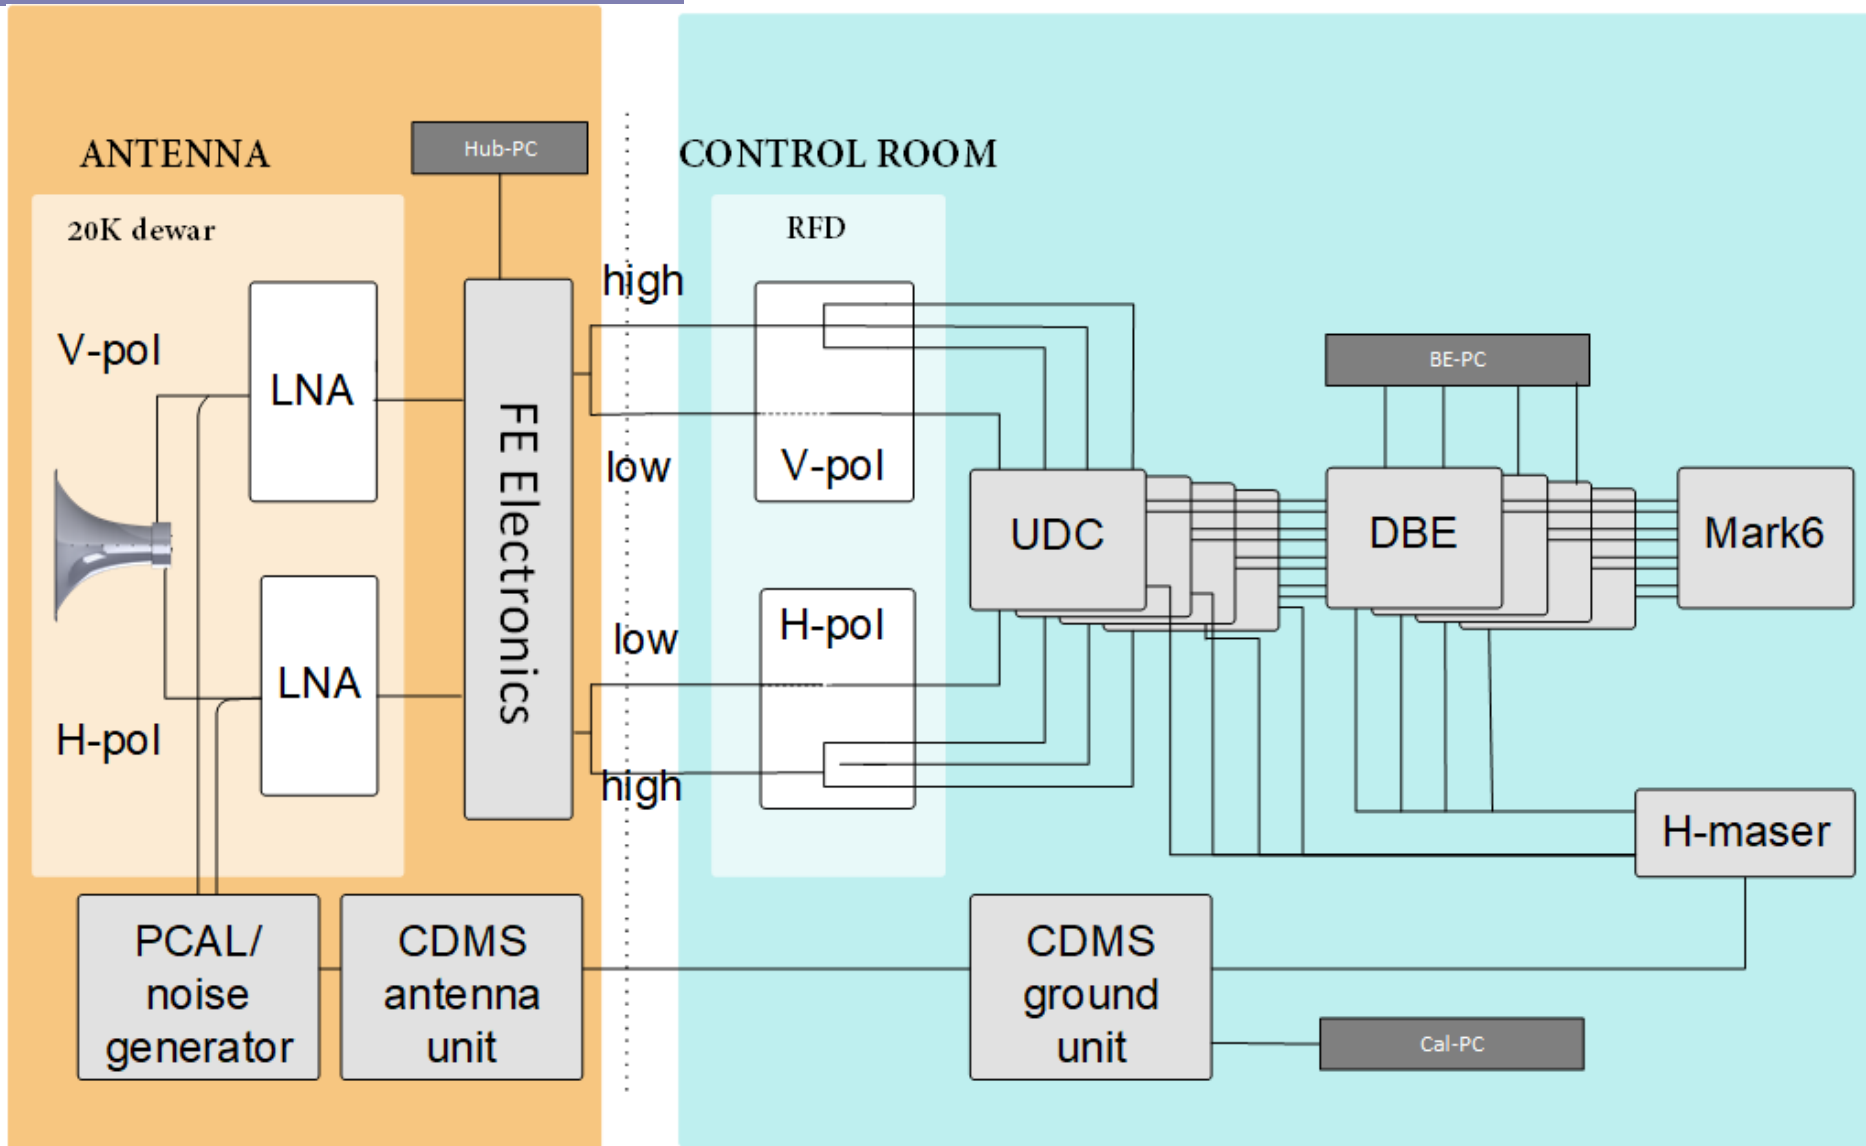 ANTENNA
Hub-PC
CONTROL ROOM
20K dewar
RFD
high
V-pol
LNA
BE-PC
FE Electronics
low
V-pol
UDC
DBE
Mark6
H-pol
low
LNA
H-pol
high
H-maser
PCAL/
noise
generator
CDMS
antenna
unit
CDMS
ground
unit
Cal-PC